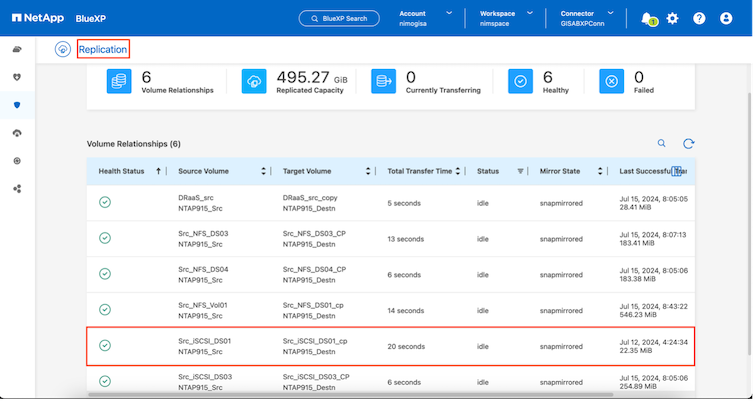 NetApp BlueXP
BlueXP Search
Account
nimogisa
Workspace
nimspace
Connector
GISABXPConn
1
Replication
6
Volume Relationships
495.27 GiB
Replicated Capacity
0
Currently Transferring
6
Healthy
0
Failed
Volume Relationships (6)
Health Status Source Volume Target Volume Total Transfer Time Status Mirror State Last Successful Tran
DRaaS_src DRaaS_src_copy Jul 15, 2024, 8:05:05
NTAP915_Src NTAP915_Destn 5 seconds idle snapmirrored 28.41 MiB
Src_NFS_DS03 Src_NFS_DS03_CP Jul 15, 2024, 8:07:13
NTAP915_Src NTAP915_Destn 13 seconds idle snapmirrored 183.41 MiB
Src_NFS_DS04 Src_NFS_DS04_CP Jul 15, 2024, 8:05:06
NTAP915_Src NTAP915_Destn 6 seconds idle snapmirrored 183.38 MiB
Src_NFS_Vol01 Src_NFS_DS01_cp Jul 15, 2024, 8:43:22
NTAP915_Src NTAP915_Destn 14 seconds idle snapmirrored 546.23 MiB
Src_iSCSI_DS01 Src_iSCSI_DS01_cp Jul 12, 2024, 4:24:34
NTAP915_Src NTAP915_Destn 20 seconds idle snapmirrored 22.35 MiB
Src_iSCSI_DS03 Src_iSCSI_DS03_CP Jul 15, 2024, 8:05:06
NTAP915_Src NTAP915_Destn 6 seconds idle snapmirrored 254.89 MiB